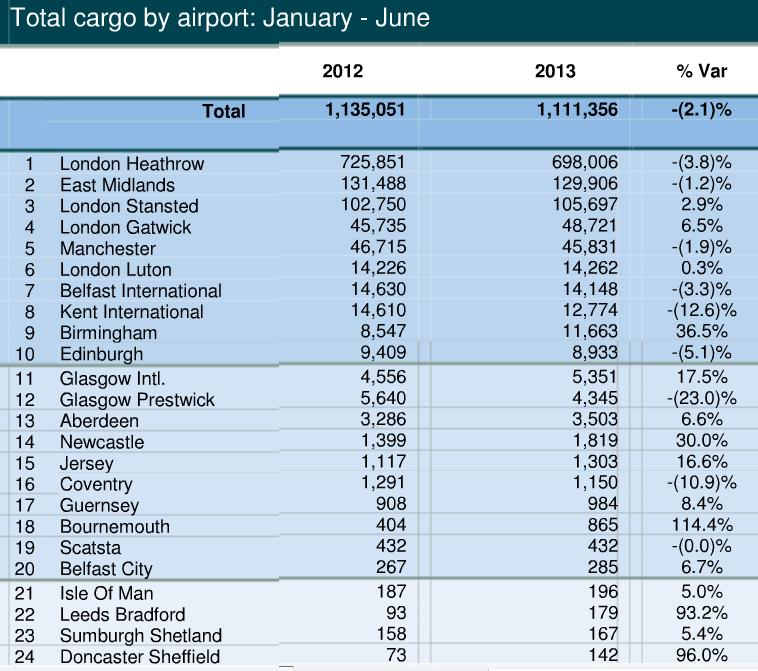 Total cargo by airport: January - June
2012 2013 % Var
Total 1,135,051 1,111,356 -(2.1)%
1 London Heathrow 725,851 698,006 -(3.8)%
2 East Midlands 131,488 129,906 -(1.2)%
3 London Stansted 102,750 105,697 2.9%
4 London Gatwick 45,735 48,721 6.5%
5 Manchester 46,715 45,831 -(1.9)%
6 London Luton 14,226 14,262 0.3%
7 Belfast International 14,630 14,148 -(3.3)%
8 Kent International 14,610 12,774 -(12.6)%
9 Birmingham 8,547 11,663 36.5%
10 Edinburgh 9,409 8,933 -(5.1)%
11 Glasgow Intl. 4,556 5,351 17.5%
12 Glasgow Prestwick 5,640 4,345 -(23.0)%
13 Aberdeen 3,286 3,503 6.6%
14 Newcastle 1,399 1,819 30.0%
15 Jersey 1,117 1,303 16.6%
16 Coventry 1,291 1,150 -(10.9)%
17 Guernsey 908 984 8.4%
18 Bournemouth 404 865 114.4%
19 Scatsta 432 432 -(0.0)%
20 Belfast City 267 285 6.7%
21 Isle Of Man 187 196 5.0%
22 Leeds Bradford 93 179 93.2%
23 Sumburgh Shetland 158 167 5.4%
24 Doncaster Sheffield 73 142 96.0%